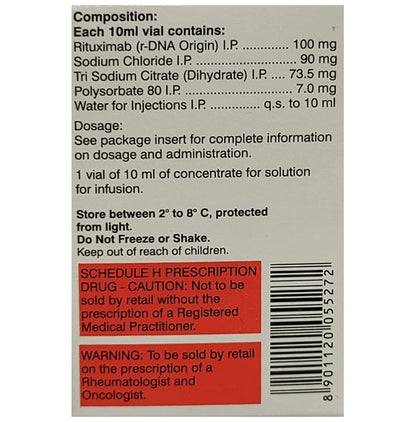 Composition:
Each 10ml vial contains:
Rituximab (r-DNA Origin) I.P. ............. 100 mg
Sodium Chloride I.P. ......................... 90 mg
Tri Sodium Citrate (Dihydrate) I.P. .... 73.5 mg
Polysorbate 80 I.P. ........................... 7.0 mg
Water for Injections I.P. ............ q.s. to 10 ml
Dosage:
See package insert for complete information
on dosage and administration.
1 vial of 10 ml of concentrate for solution
for infusion.
Store between 2° to 8° C, protected
from light.
Do Not Freeze or Shake.
Keep out of reach of children.
SCHEDULE H PRESCRIPTION
DRUG - CAUTION: Not to be
sold by retail without the
prescription of a Registered
Medical Practitioner.
WARNING: To be sold by retail
on the prescription of a
Rheumatologist and
Oncologist.
8 901120 055272